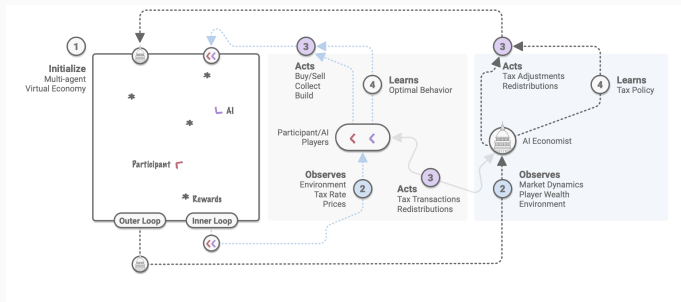 1
Initialize
Multi-agent
Virtual Economy
AI
Participant
Rewards
Outer Loop
Inner Loop
3
Acts
Buy/Sell
Collect
Build
4
Learns
Optimal Behavior
Participant/AI
Players
Observes
Environment
Tax Rate
Prices
2
3
Acts
Tax Transactions
Redistributions
3
Acts
Tax Adjustments
Redistributions
4
Learns
Tax Policy
AI Economist
2
Observes
Market Dynamics
Player Wealth
Environment